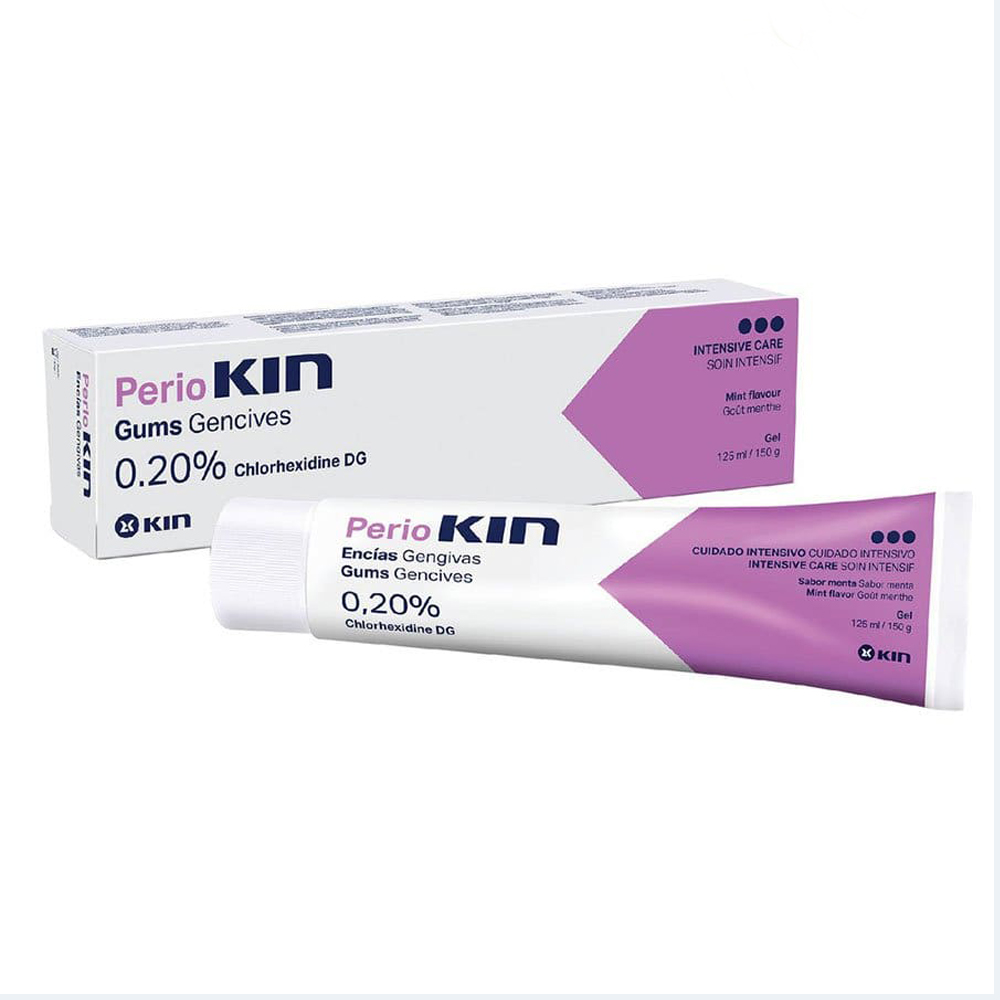 Perio KIN
Gums Gencives
0.20% Chlorhexidine DG
KIN
INTENSIVE CARE
SOIN INTENSIF
Mint flavour
Goût menthe
Gel
125 ml / 150 g
Perio KIN
Encías Gengivas
Perio KIN
Encías Gengivas
Gums Gencives
0,20%
Chlorhexidine DG
CUIDADO INTENSIVO CUIDADO INTENSIVO
INTENSIVE CARE SOIN INTENSIF
Sabor menta Sabor menta
Mint flavor Goût menthe
Gel
125 ml / 150 g
KIN